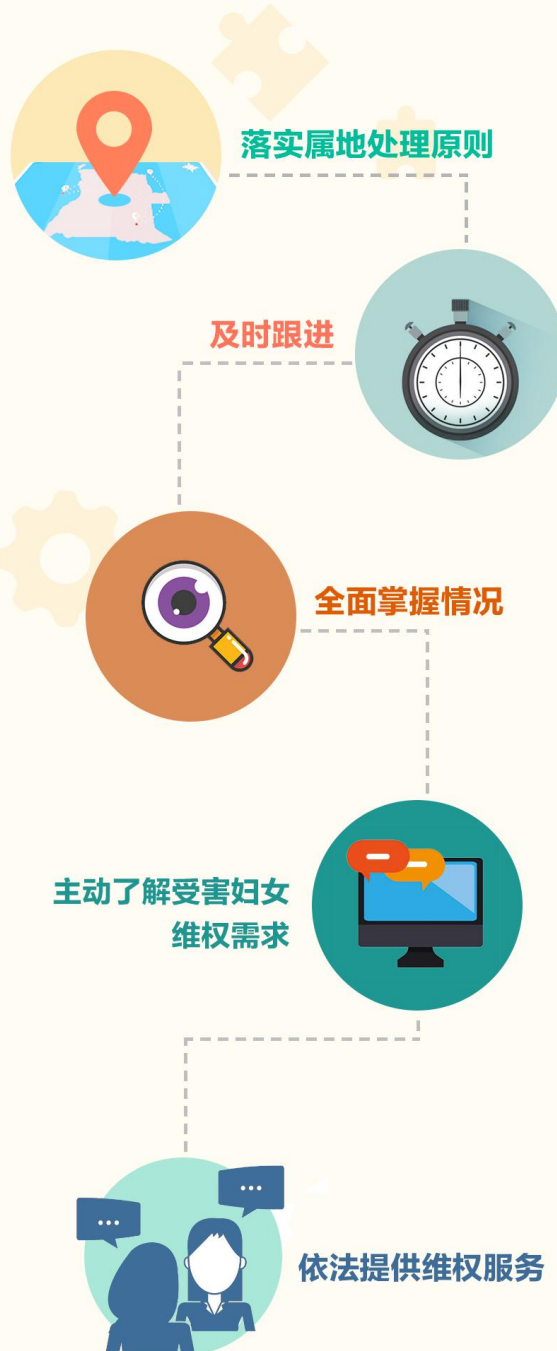 落实属地处理原则
及时跟进
全面掌握情况
主动了解受害妇女
维权需求
依法提供维权服务